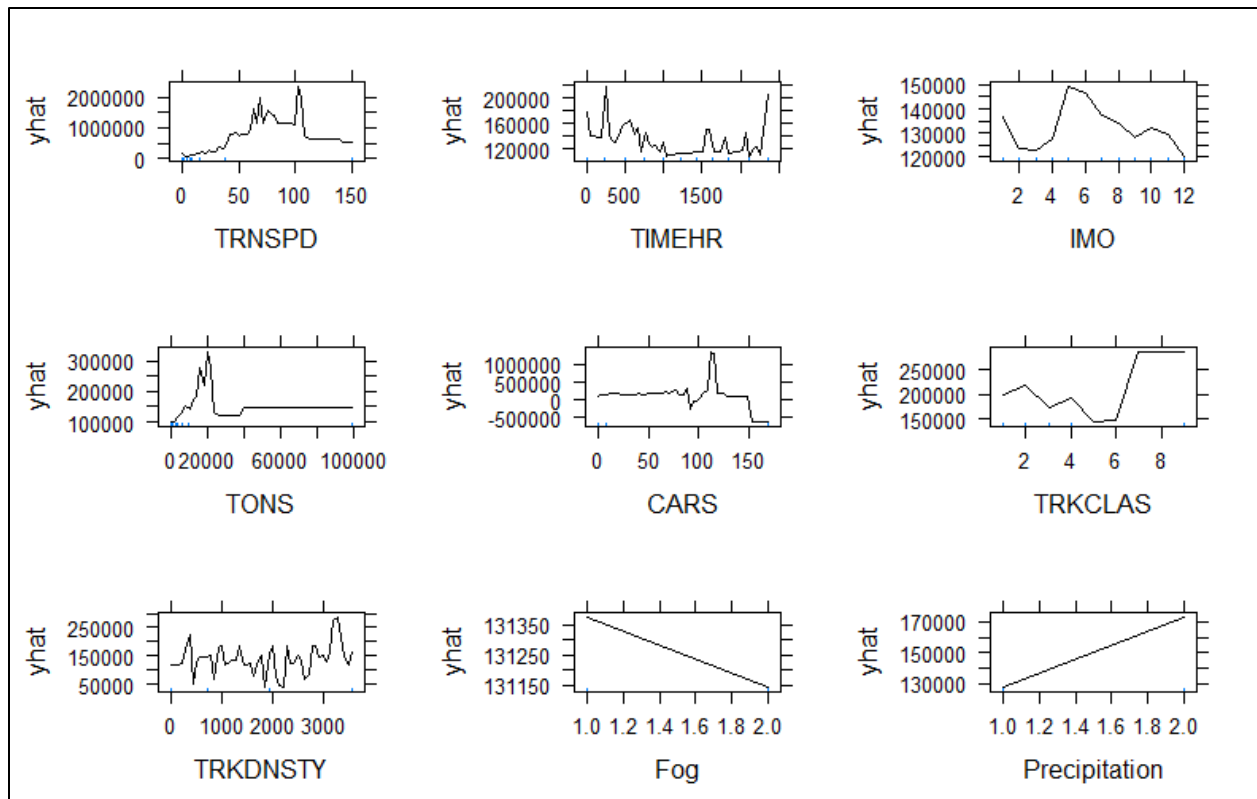 yhat
2000000
1000000
0
0 50 100 150
TRNSPD
yhat
200000
160000
120000
0 500 1500
TIMEHR
yhat
150000
140000
130000
120000
2 4 6 8 10 12
IMO
yhat
300000
200000
100000
0 20000 60000 100000
TONS
yhat
1000000
500000
0
-500000
0 50 100 150
CARS
yhat
250000
200000
150000
2 4 6 8
TRKCLAS
yhat
250000
150000
50000
0 1000 2000 3000
TRKDNSTY
yhat
131350
131250
131150
1.0 1.2 1.4 1.6 1.8 2.0
Fog
yhat
170000
150000
130000
1.0 1.2 1.4 1.6 1.8 2.0
Precipitation